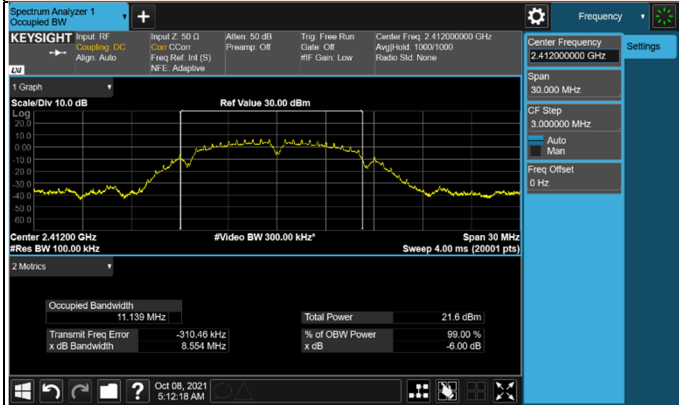 Spectrum Analyzer 1
Occupied BW
Frequency
KEYSIGHT
Input: RF
Coupling: DC
Align: Auto
Input Z: 50 Ω
Corr CCorr
Freq Ref: Int (S)
NFE: Adaptive
Atten: 50 dB
Preamp: Off
Trig: Free Run
Gate: Off
#IF Gain: Low
Center Freq: 2.412000000 GHz
Avg|Hold: 1000/1000
Radio Std: None
LXI
1 Graph
Scale/Div 10.0 dB
Ref Value 30.00 dBm
Log
20.0
10.0
0.00
-10.0
-20.0
-30.0
-40.0
-50.0
-60.0
Center 2.41200 GHz
#Video BW 300.00 kHz*
Span 30 MHz
#Res BW 100.00 kHz
Sweep 4.00 ms (20001 pts)
2 Metrics
Occupied Bandwidth
11.139 MHz
Total Power 21.6 dBm
Transmit Freq Error -310.46 kHz
% of OBW Power 99.00 %
x dB Bandwidth 8.554 MHz
x dB -6.00 dB
Center Frequency
2.412000000 GHz
Settings
Span
30.000 MHz
CF Step
3.000000 MHz
Auto
Man
Freq Offset
0 Hz
?
Oct 08, 2021
5:12:18 AM